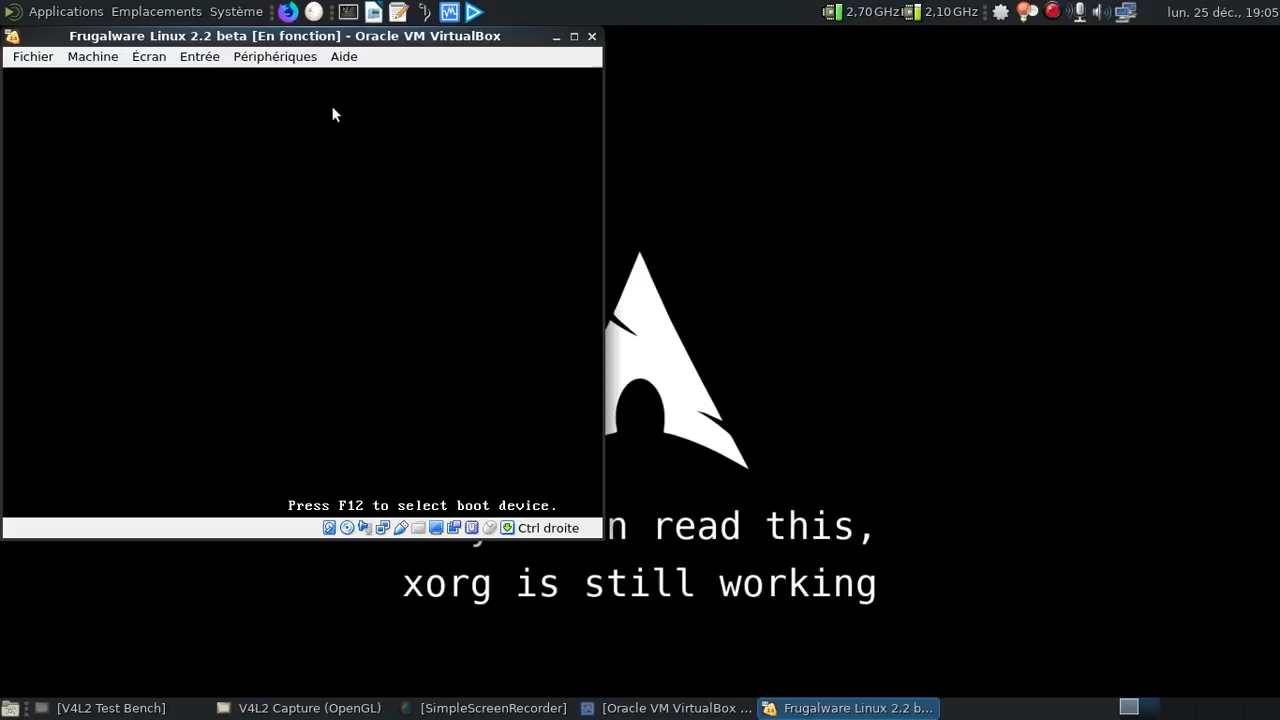 Applications Emplacements Système
2,70 GHz 2,10 GHz lun. 25 déc., 19:05
Frugalware Linux 2.2 beta [En fonction] - Oracle VM VirtualBox
Fichier Machine Écran Entrée Périphériques Aide
Press F12 to select boot device.
Ctrl droite
n read this,
xorg is still working
[V4L2 Test Bench] V4L2 Capture (OpenGL) [SimpleScreenRecorder] [Oracle VM VirtualBox ... Frugalware Linux 2.2 b...